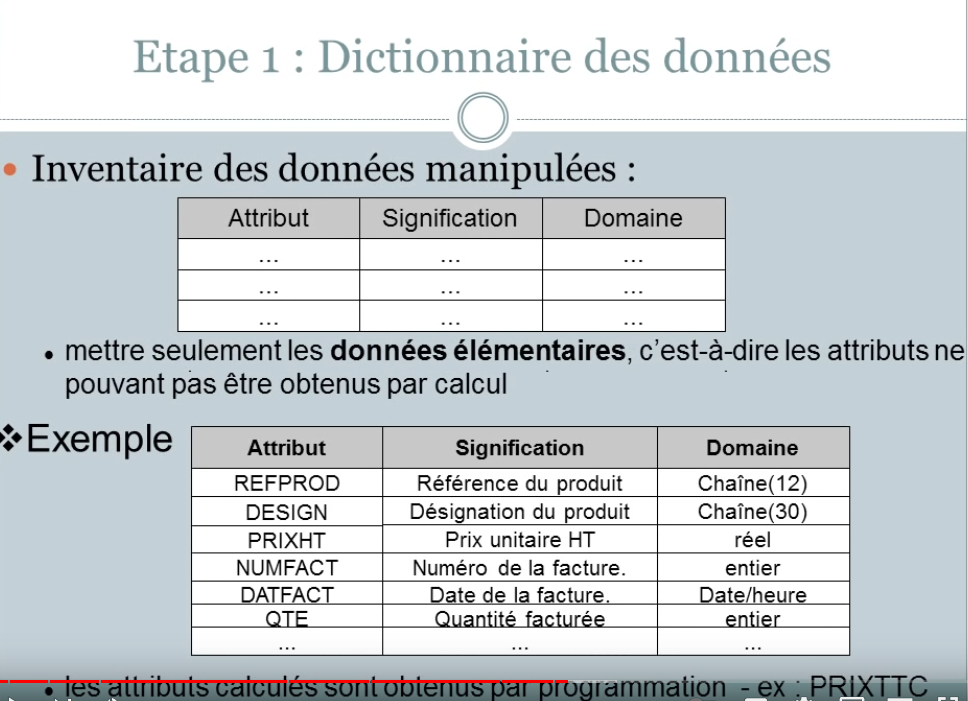 Etape 1 : Dictionnaire des données
• Inventaire des données manipulées :
Attribut Signification Domaine
... ... ...
... ... ...
... ... ...
• mettre seulement les données élémentaires, c'est-à-dire les attributs ne
pouvant pas être obtenus par calcul
❖Exemple
Attribut Signification Domaine
REFPROD Référence du produit Chaîne(12)
DESIGN Désignation du produit Chaîne(30)
PRIXHT Prix unitaire HT réel
NUMFACT Numéro de la facture. entier
DATFACT Date de la facture. Date/heure
QTE Quantité facturée entier
... ... ...
• les attributs calculés sont obtenus par programmation - ex : PRIXTTC